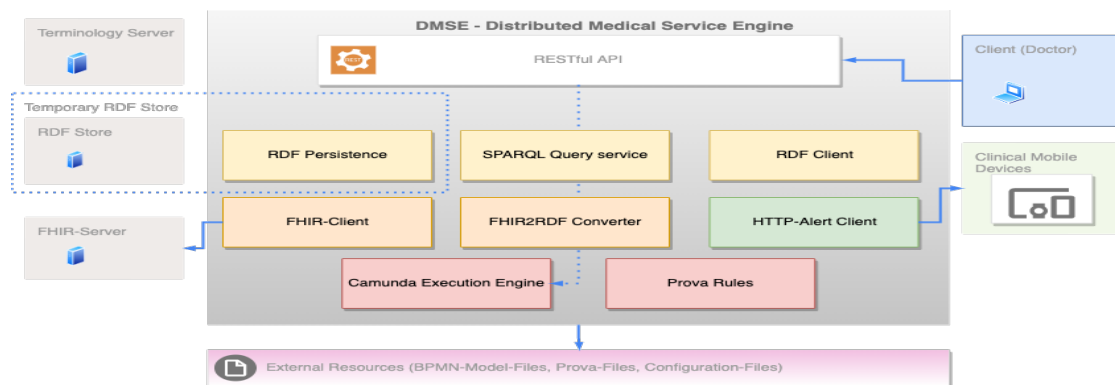 DMSE - Distributed Medical Service Engine
Terminology Server
REST
RESTful API
Client (Doctor)
Temporary RDF Store
RDF Store
RDF Persistence
SPARQL Query service
RDF Client
Clinical Mobile
Devices
FHIR-Server
FHIR-Client
FHIR2RDF Converter
HTTP-Alert Client
Camunda Execution Engine
Prova Rules
External Resources (BPMN-Model-Files, Prova-Files, Configuration-Files)